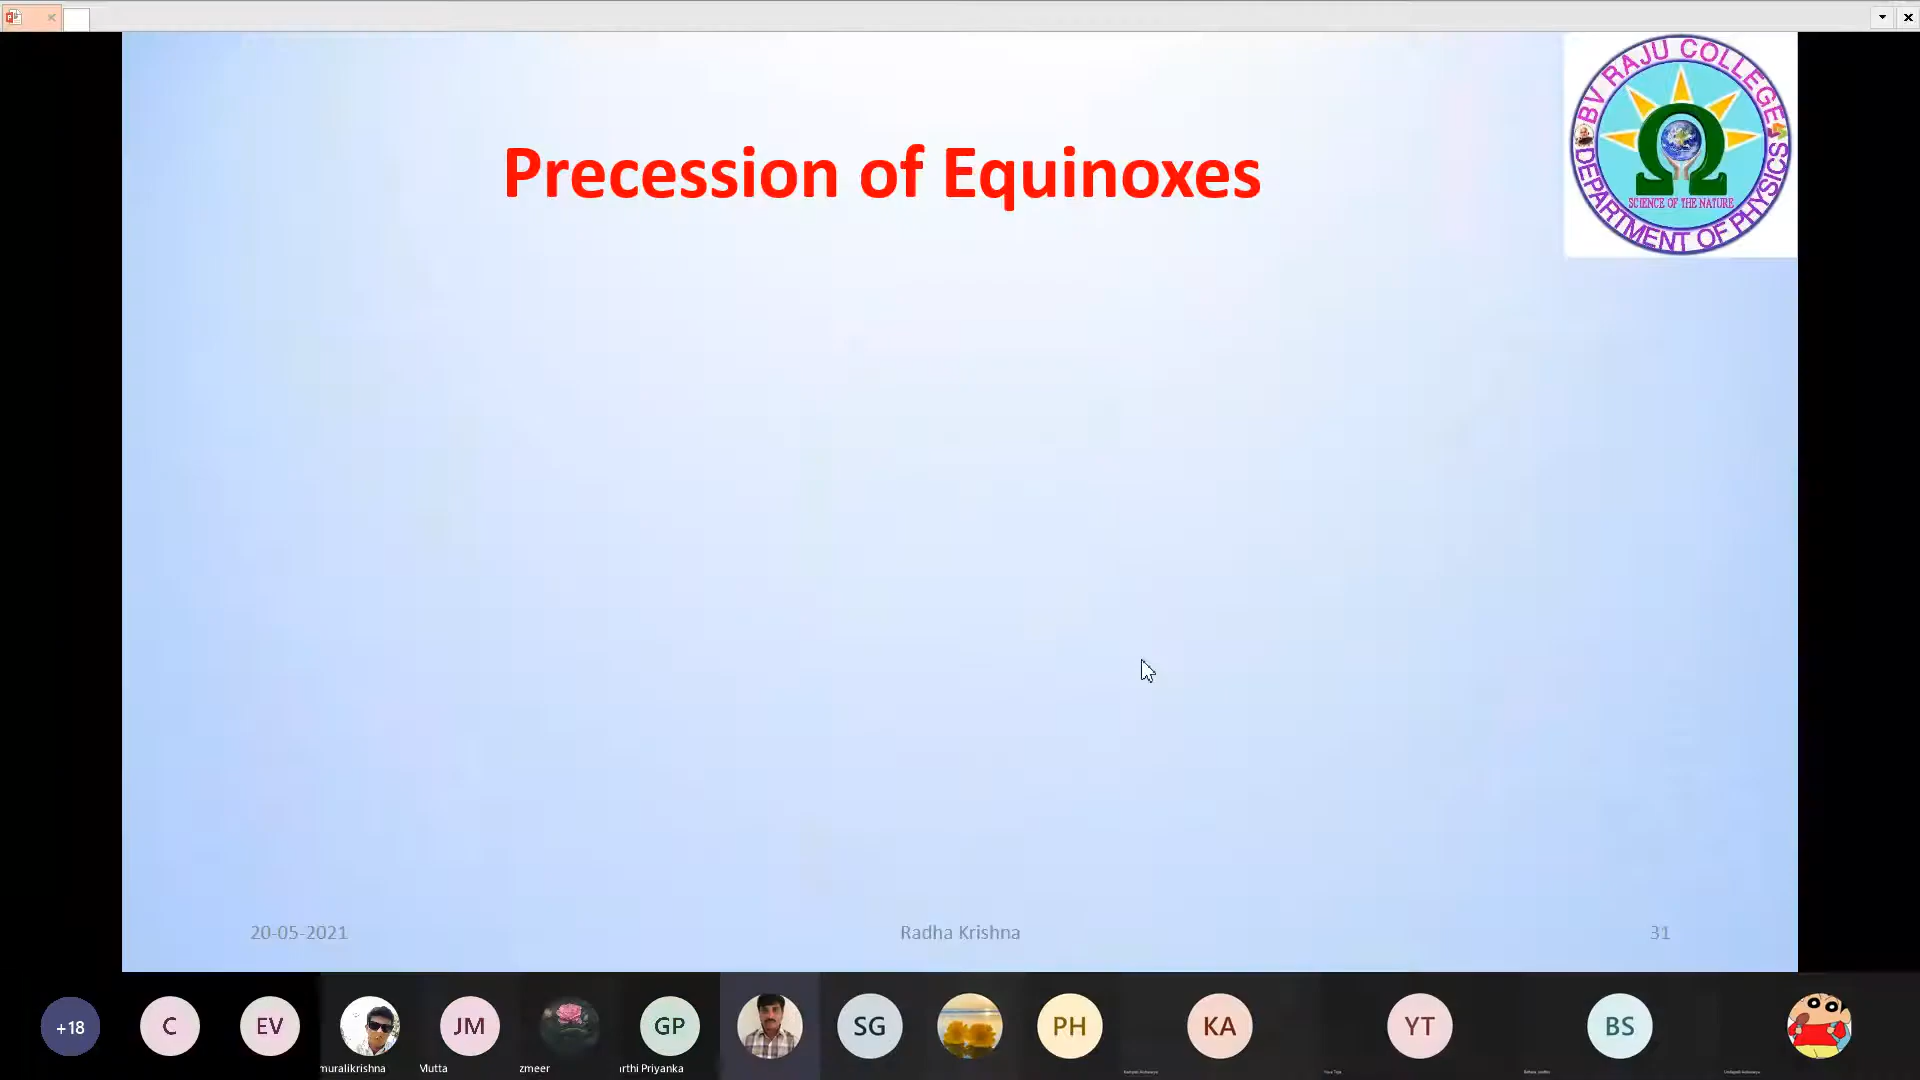 BV RAJU COLLEGE
Precession of Equinoxes
SCIENCE OF THE NATURE
DEPARTMENT OF PHYSICS
20-05-2021
Radha Krishna
31
+18
C
EV
JM
GP
SG
PH
KA
YT
BS
muralikrishna
Mutta
zmeer
arthi Priyanka